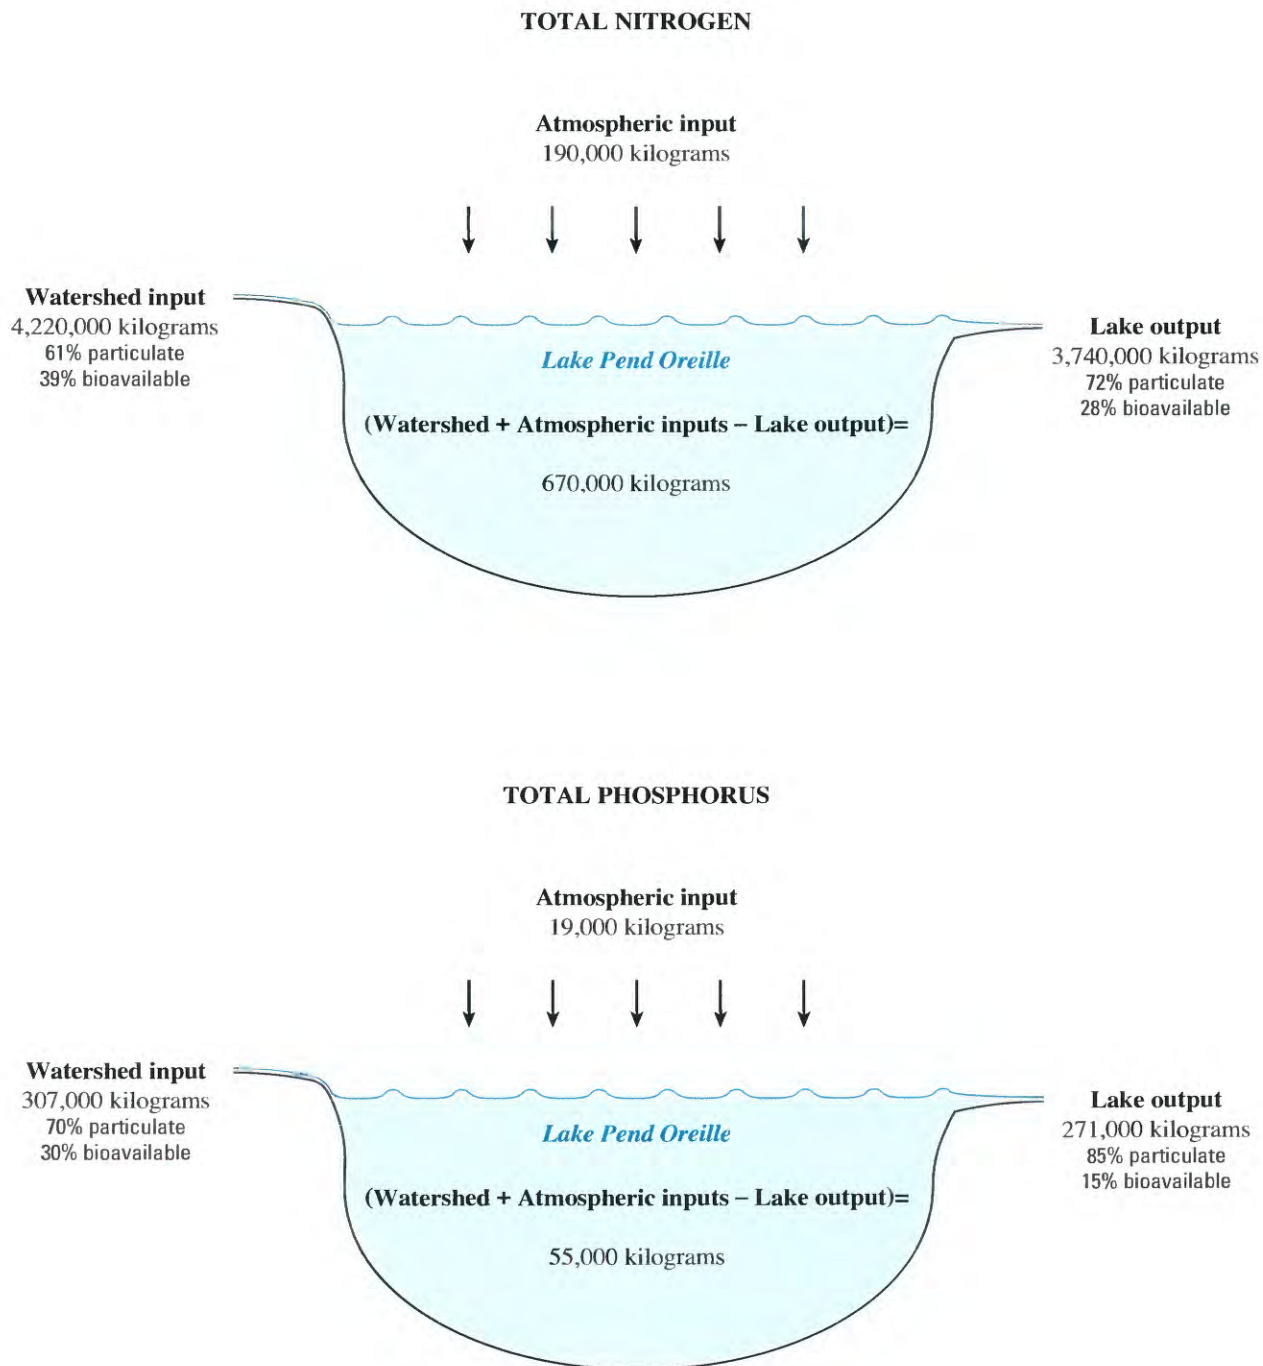 TOTAL NITROGEN
Atmospheric input
190,000 kilograms
Watershed input
4,220,000 kilograms
61% particulate
39% bioavailable
Lake output
3,740,000 kilograms
72% particulate
28% bioavailable
Lake Pend Oreille
(Watershed + Atmospheric inputs – Lake output)=
670,000 kilograms
TOTAL PHOSPHORUS
Atmospheric input
19,000 kilograms
Watershed input
307,000 kilograms
70% particulate
30% bioavailable
Lake output
271,000 kilograms
85% particulate
15% bioavailable
Lake Pend Oreille
(Watershed + Atmospheric inputs – Lake output)=
55,000 kilograms